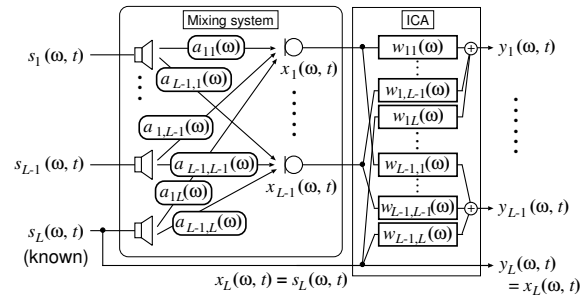 Mixing system
ICA
s1(ω, t)
a11(ω)
x1(ω, t)
w11(ω)
y1(ω, t)
aL-1,1(ω)
w1,L-1(ω)
w1L(ω)
a1,L-1(ω)
sL-1(ω, t)
aL-1,L-1(ω)
xL-1(ω, t)
wL-1,1(ω)
a1L(ω)
wL-1,L-1(ω)
yL-1(ω, t)
sL(ω, t)
(known)
aL-1,L(ω)
wL-1,L(ω)
xL(ω, t) = sL(ω, t)
yL(ω, t)
= xL(ω, t)